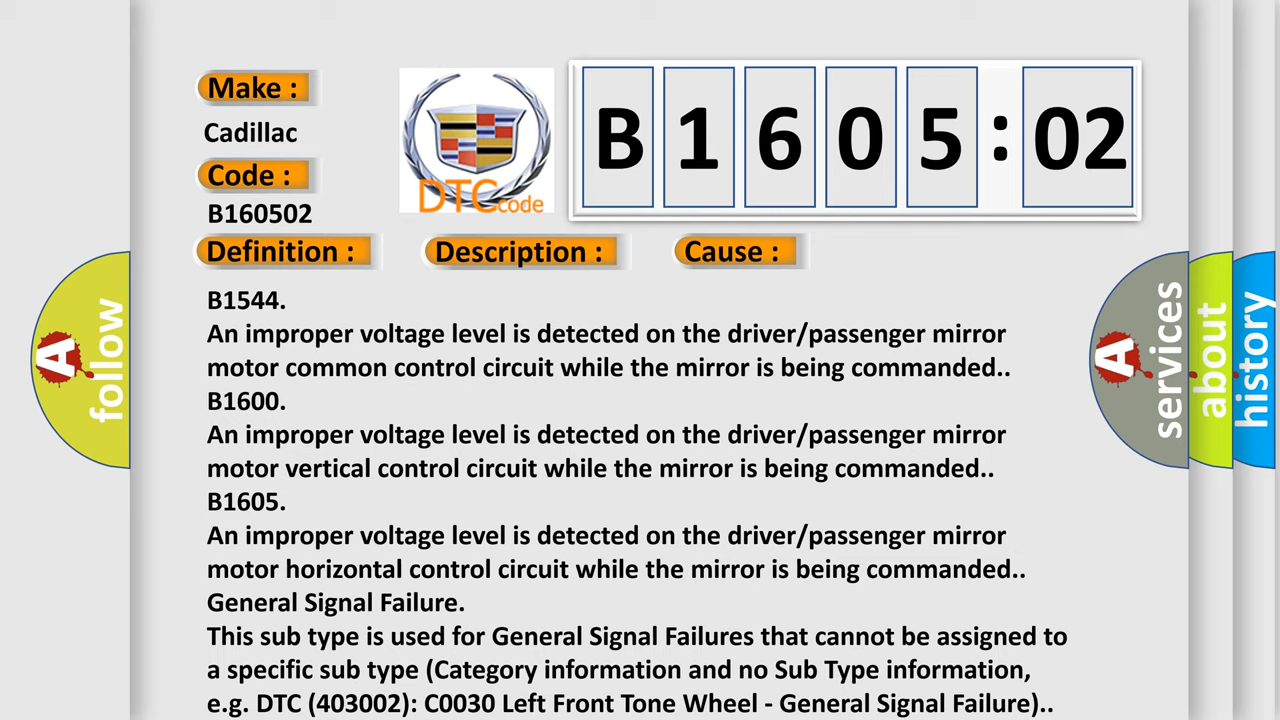 Make :
Cadillac
Code :
B160502
DTC code
B 1 6 0 5 : 02
Definition :
Description :
Cause :
B1544.
An improper voltage level is detected on the driver/passenger mirror
motor common control circuit while the mirror is being commanded..
B1600.
An improper voltage level is detected on the driver/passenger mirror
motor vertical control circuit while the mirror is being commanded..
B1605.
An improper voltage level is detected on the driver/passenger mirror
motor horizontal control circuit while the mirror is being commanded..
General Signal Failure.
This sub type is used for General Signal Failures that cannot be assigned to
a specific sub type (Category information and no Sub Type information,
e.g. DTC (403002): C0030 Left Front Tone Wheel - General Signal Failure)..
A
follow
A
services
about
history